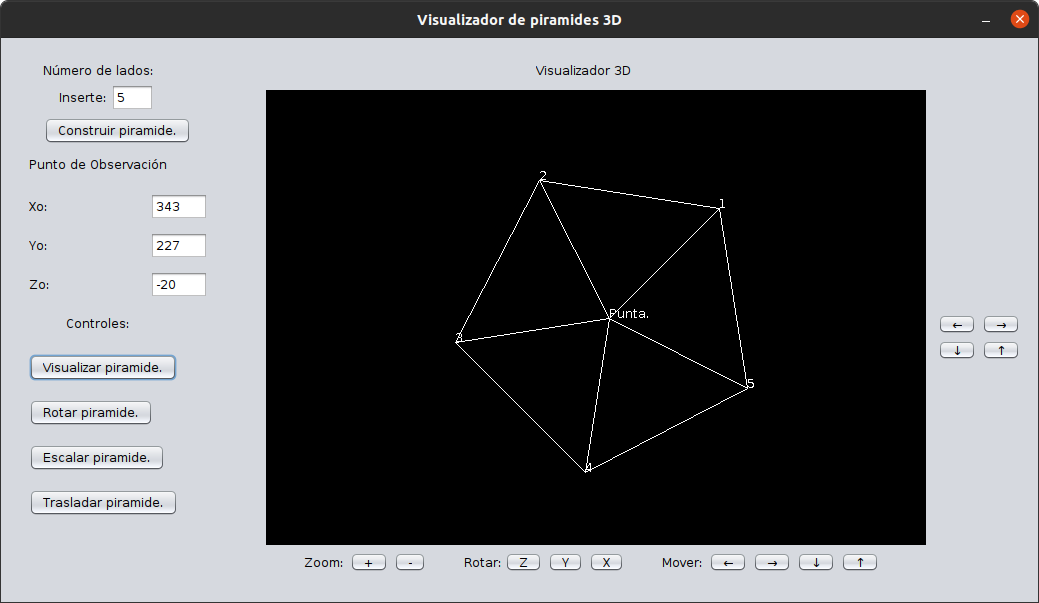 Visualizador de piramides 3D
Número de lados:
Inserte: 5
Construir piramide.
Punto de Observación
Xo: 343
Yo: 227
Zo: -20
Controles:
Visualizar piramide.
Rotar piramide.
Escalar piramide.
Trasladar piramide.
Visualizador 3D
2
1
Punta.
3
5
4
← →
↓ ↑
Zoom: + - Rotar: Z Y X Mover: ← → ↓ ↑